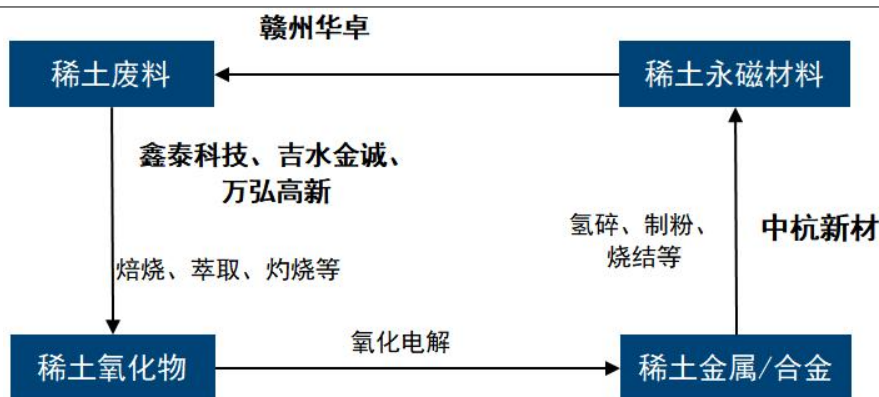 赣州华卓
稀土废料
稀土永磁材料
鑫泰科技、吉水金诚、
万弘高新
氢碎、制粉、
烧结等
中杭新材
焙烧、萃取、灼烧等
氧化电解
稀土氧化物
稀土金属/合金